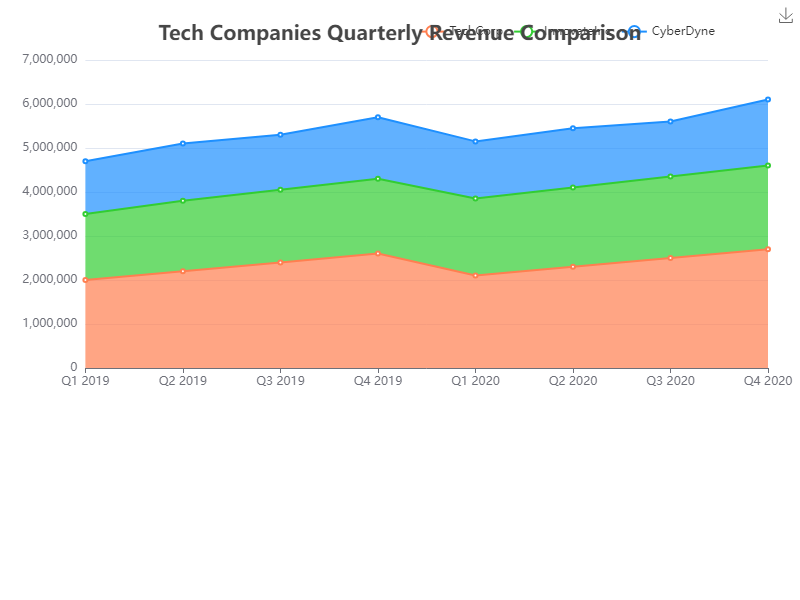 Tech Companies Quarterly Revenue Comparison
TechCorp
CyberDyne
7,000,000
6,000,000
5,000,000
4,000,000
3,000,000
2,000,000
1,000,000
0
Q1 2019 Q2 2019 Q3 2019 Q4 2019 Q1 2020 Q2 2020 Q3 2020 Q4 2020